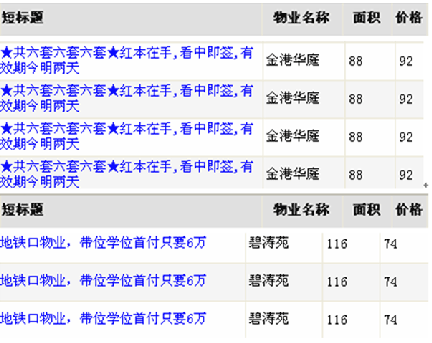 短标题 物业名称 面积 价格
★共六套六套六套★红本在手,看中即签,有
效期今明两天 金港华庭 88 92
★共六套六套六套★红本在手,看中即签,有
效期今明两天 金港华庭 88 92
★共六套六套六套★红本在手,看中即签,有
效期今明两天 金港华庭 88 92
★共六套六套六套★红本在手,看中即签,有
效期今明两天 金港华庭 88 92
短标题 物业名称 面积 价格
地铁口物业，带位学位首付只要6万 碧涛苑 116 74
地铁口物业，带位学位首付只要6万 碧涛苑 116 74
地铁口物业，带位学位首付只要6万 碧涛苑 116 74